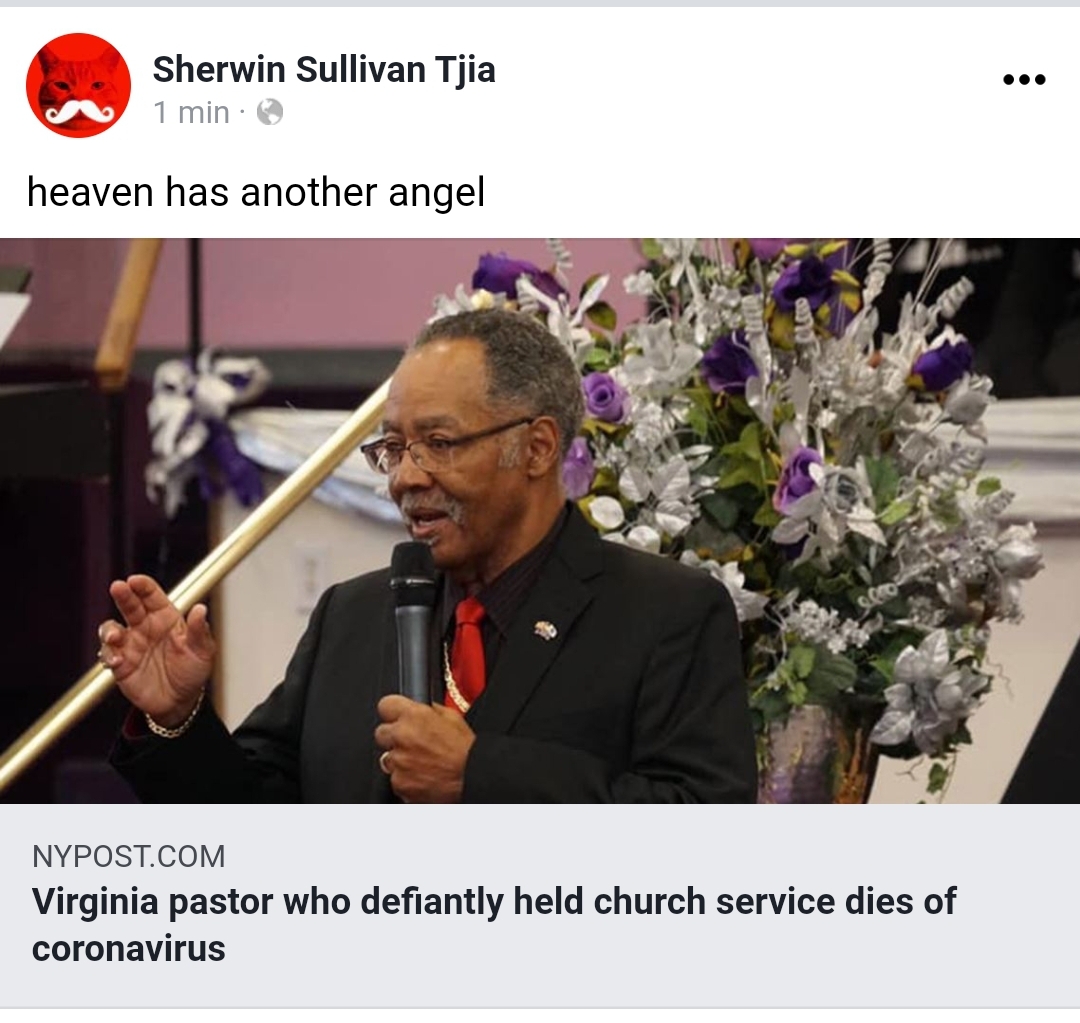 Sherwin Sullivan Tjia
1 min ·
heaven has another angel
NYPOST.COM
Virginia pastor who defiantly held church service dies of
coronavirus